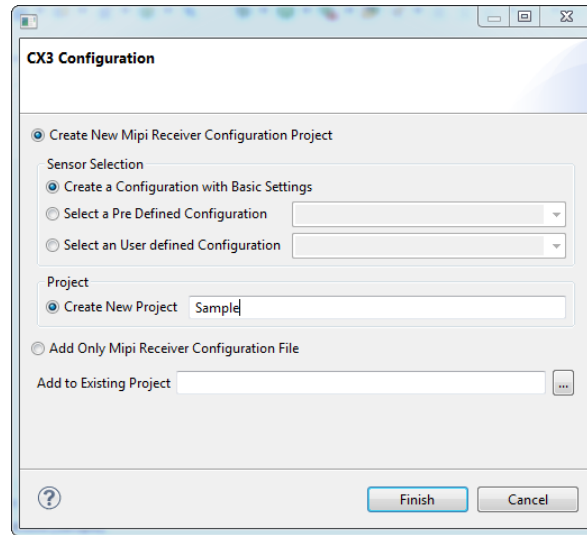 CX3 Configuration
Create New Mipi Receiver Configuration Project
Sensor Selection
Create a Configuration with Basic Settings
Select a Pre Defined Configuration
Select an User defined Configuration
Project
Create New Project Sample
Add Only Mipi Receiver Configuration File
Add to Existing Project ...
? Finish Cancel